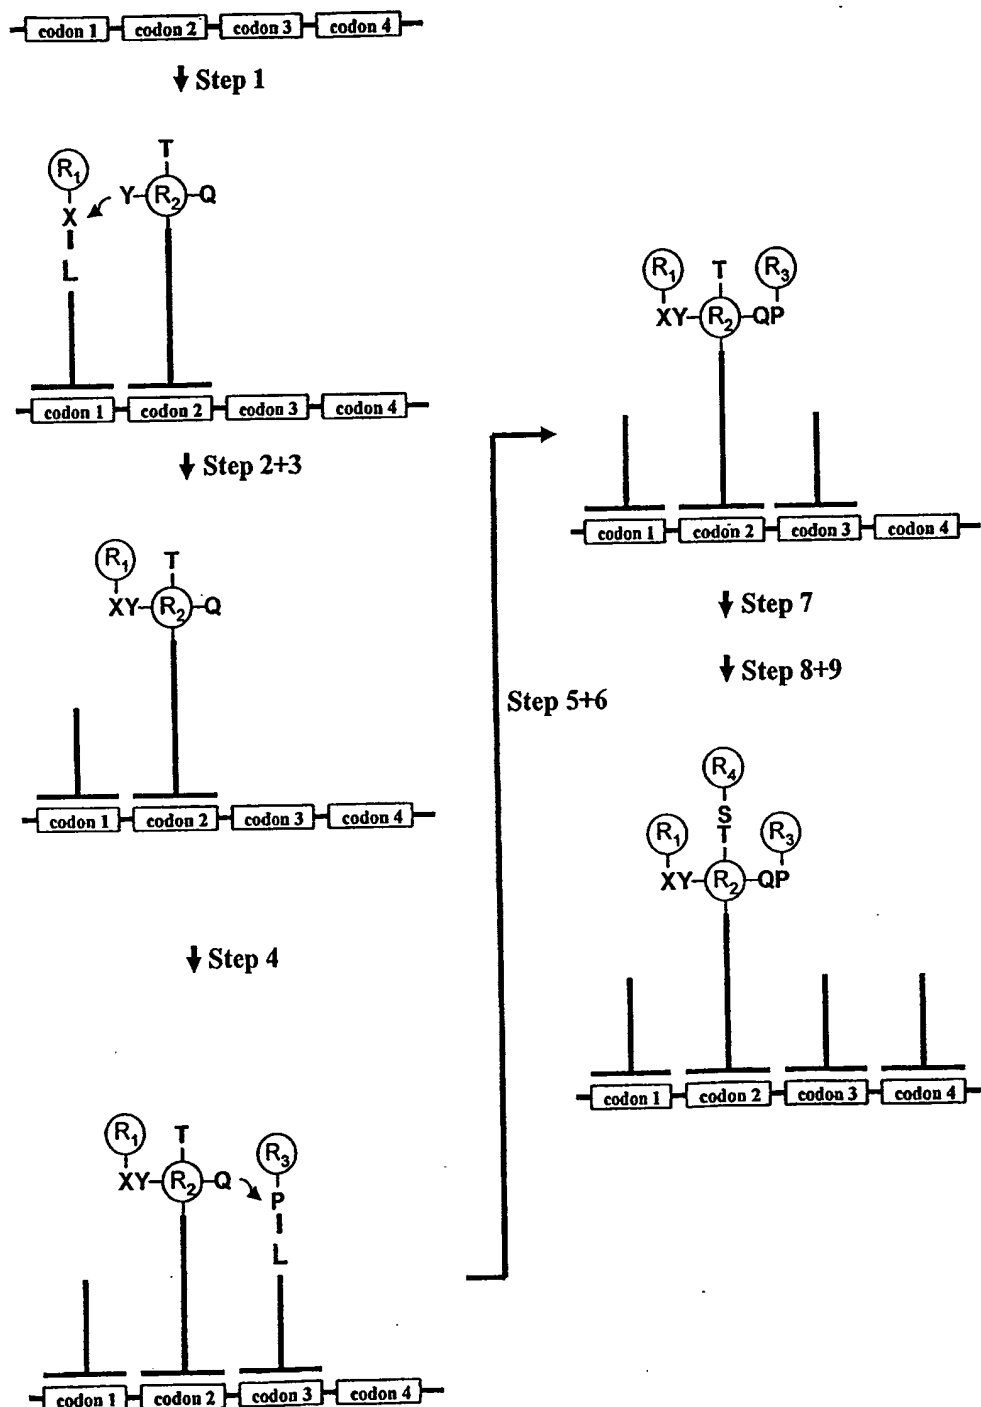 codon 1 codon 2 codon 3 codon 4
Step 1
R1 X L
T
Y R2 Q
codon 1 codon 2 codon 3 codon 4
Step 2+3
R1 T
XY R2 Q
codon 1 codon 2 codon 3 codon 4
Step 4
R1 T R3
XY R2 Q P
L
codon 1 codon 2 codon 3 codon 4
Step 5+6
R1 T R3
XY R2 QP
codon 1 codon 2 codon 3 codon 4
Step 7
Step 8+9
R4
S
R1 T R3
XY R2 QP
codon 1 codon 2 codon 3 codon 4